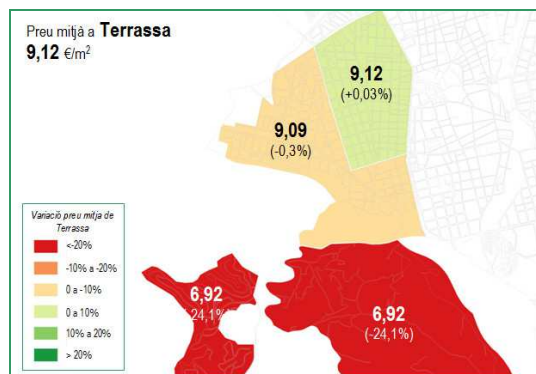 Preu mitjà a Terrassa
9,12 €/m²
9,12
(+0,03%)
9,09
(-0,3%)
Variació preu mitja de
Terrassa
<-20%
-10% a -20%
0 a -10%
0 a 10%
10% a 20%
> 20%
6,92
(-24,1%)
6,92
(-24,1%)